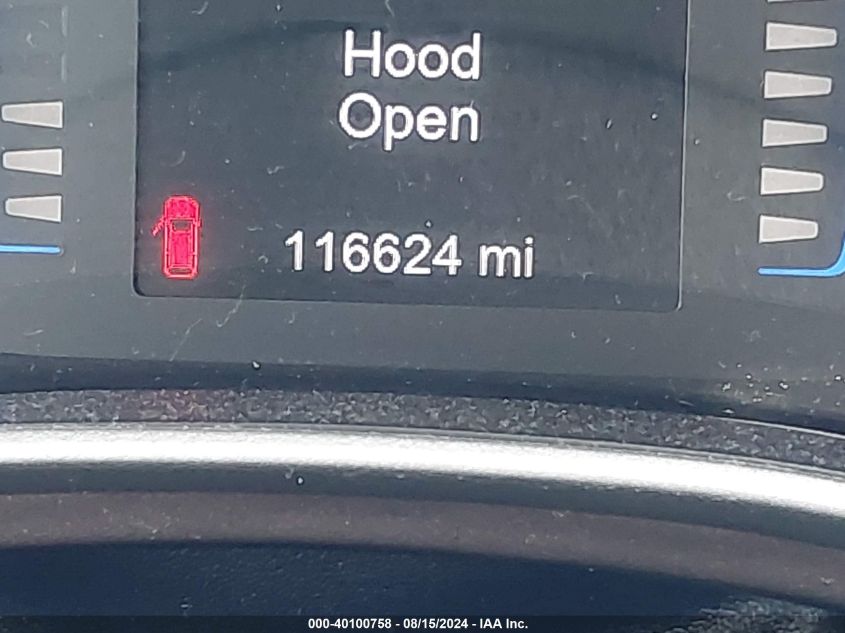 Hood
Open
116624 mi
000-40100758 - 08/15/2024 - IAA Inc.